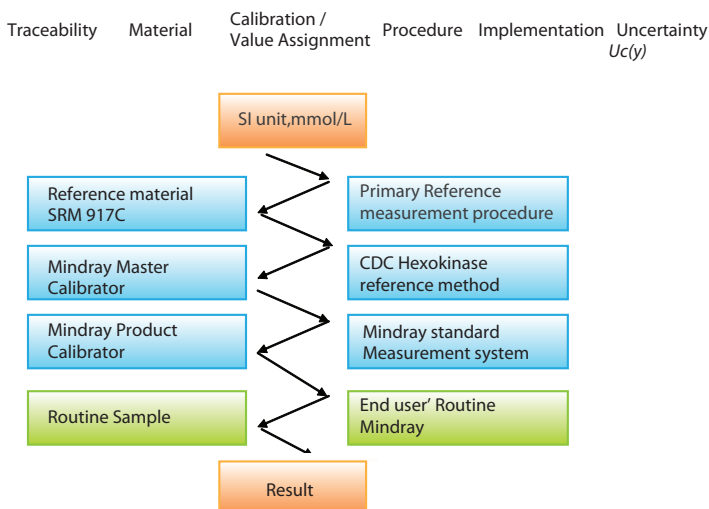 Traceability Material Calibration / Value Assignment Procedure Implementation Uncertainty Uc(y)
SI unit,mmol/L
Reference material
SRM 917C
Primary Reference
measurement procedure
Mindray Master
Calibrator
CDC Hexokinase
reference method
Mindray Product
Calibrator
Mindray standard
Measurement system
Routine Sample
End user' Routine
Mindray
Result